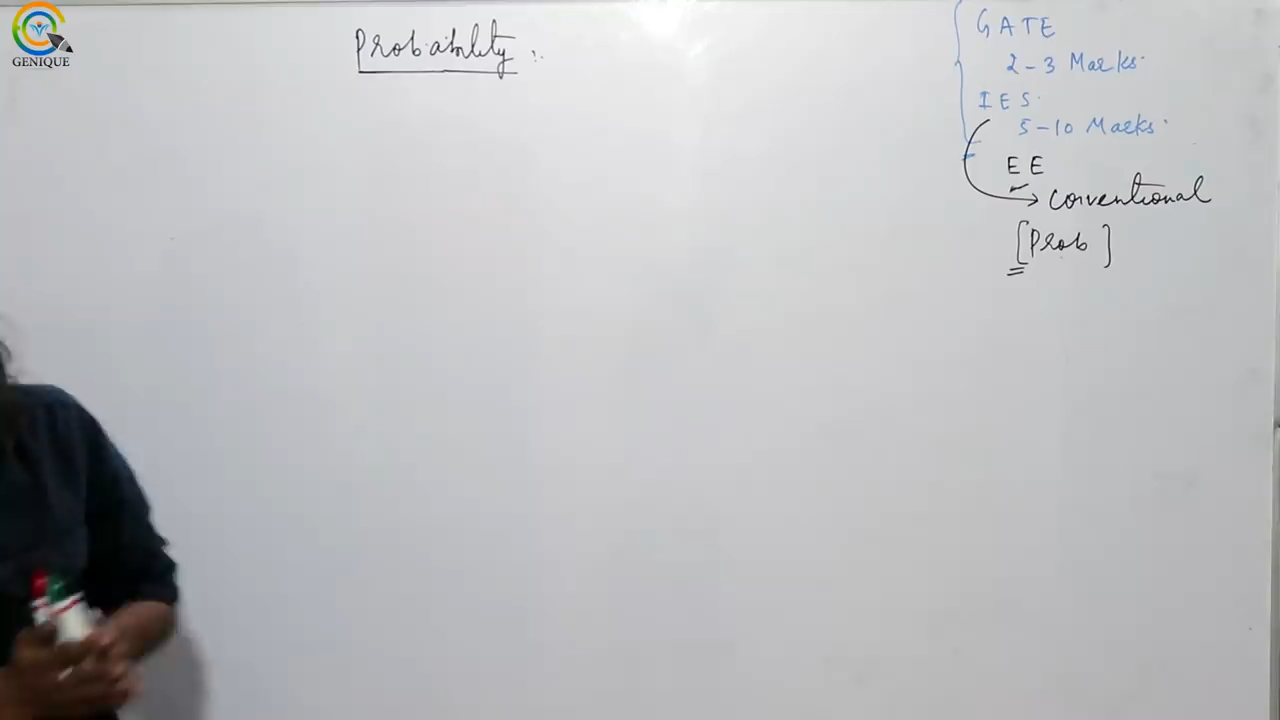 GENIQUE
Probability :
GATE
2-3 Marks
IES
5-10 Marks
EE
Conventional
[Prob]